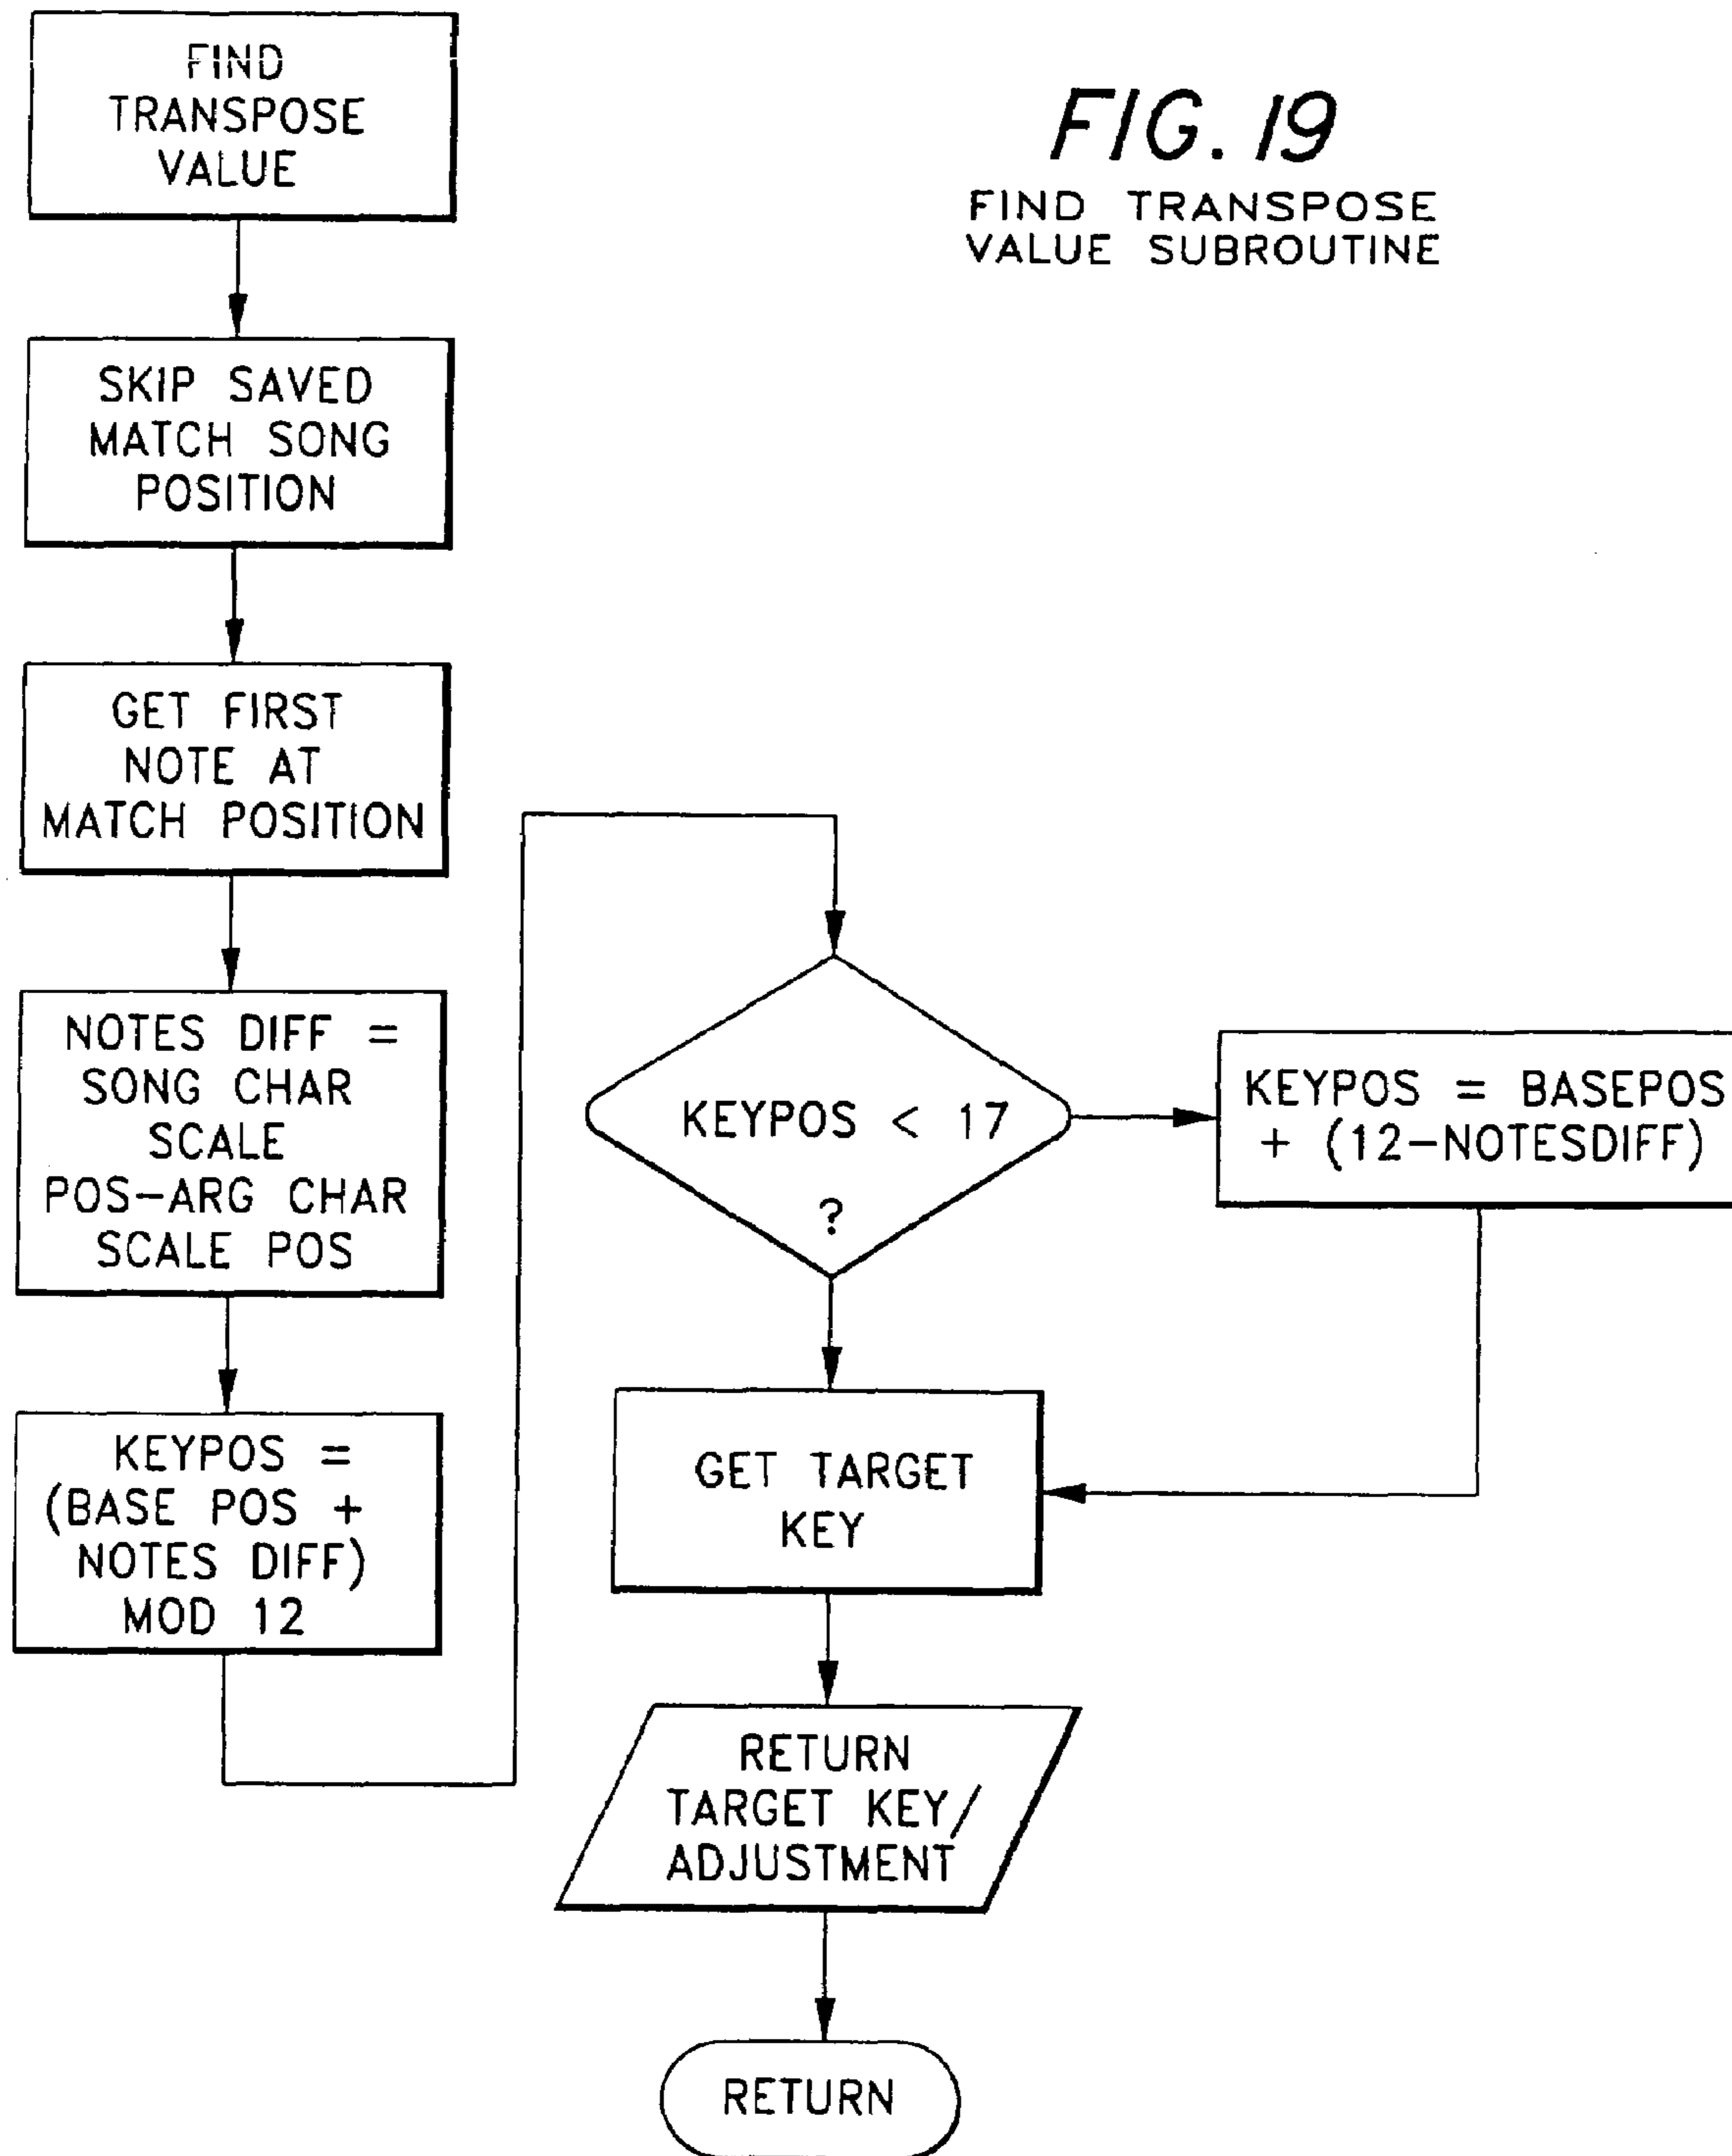 FIG. 19
FIND TRANSPOSE
VALUE SUBROUTINE
FIND
TRANSPOSE
VALUE
SKIP SAVED
MATCH SONG
POSITION
GET FIRST
NOTE AT
MATCH POSITION
NOTES DIFF =
SONG CHAR
SCALE
POS-ARG CHAR
SCALE POS
KEYPOS =
(BASE POS +
NOTES DIFF)
MOD 12
KEYPOS < 17
?
KEYPOS = BASEPOS
+ (12-NOTESDIFF)
GET TARGET
KEY
RETURN
TARGET KEY/
ADJUSTMENT
RETURN